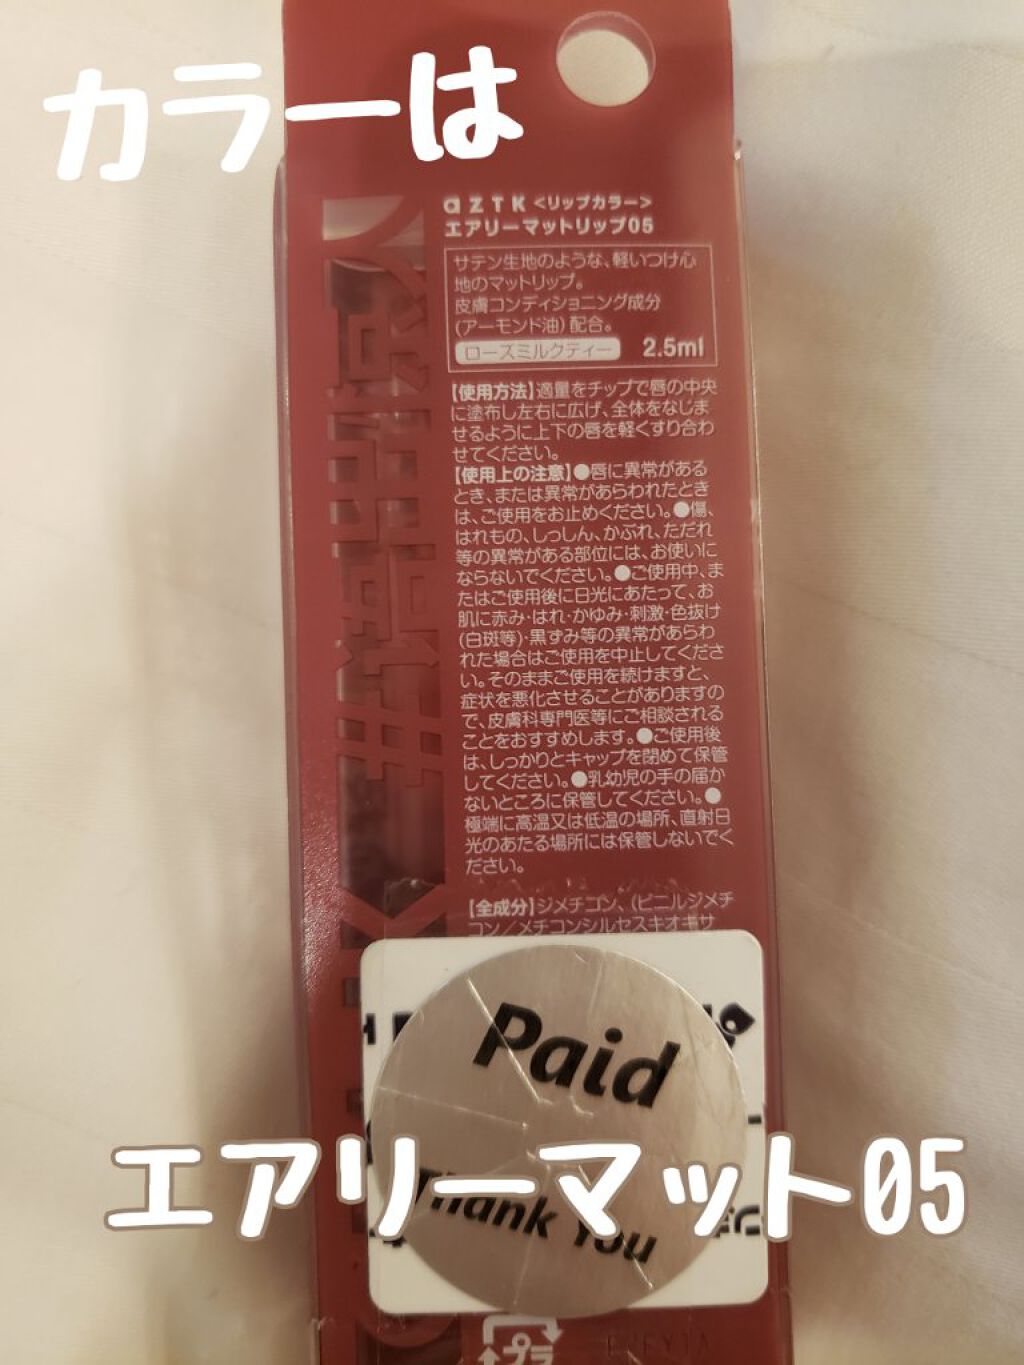 カラーは
aZTK <リップカラー>
エアリーマットリップ05
サテン生地のような、軽いつけ心
地のマットリップ。
皮膚コンディショニング成分
(アーモンド油)配合。
ローズミルクティー 2.5ml
【使用方法】適量をチップで唇の中央
に塗布し左右に広げ、全体をなじま
せるように上下の唇を軽くすり合わ
せてください。
【使用上の注意】●唇に異常がある
とき、または異常があらわれたとき
は、ご使用をお止めください。●傷、
はれもの、しっしん、かぶれ、ただれ
等の異常がある部位には、お使いに
ならないでください。●ご使用中、ま
たはご使用後に日光にあたって、お
肌に赤み・はれ・かゆみ・刺激・色抜け
(白斑等)・黒ずみ等の異常があらわ
れた場合はご使用を中止してくださ
い。そのままご使用を続けますと、
症状を悪化させることがありますの
で、皮膚科専門医等にご相談される
ことをおすすめします。●ご使用後
は、しっかりとキャップを閉めて保管
してください。●乳幼児の手の届か
ないところに保管してください。●
極端に高温又は低温の場所、直射日
光のあたる場所には保管しないでく
ださい。
【全成分】ジメチコン、(ビニルジメチ
コン／メチコンシルセスキオキサ
Paid
Thank You
エアリーマット05
プラ